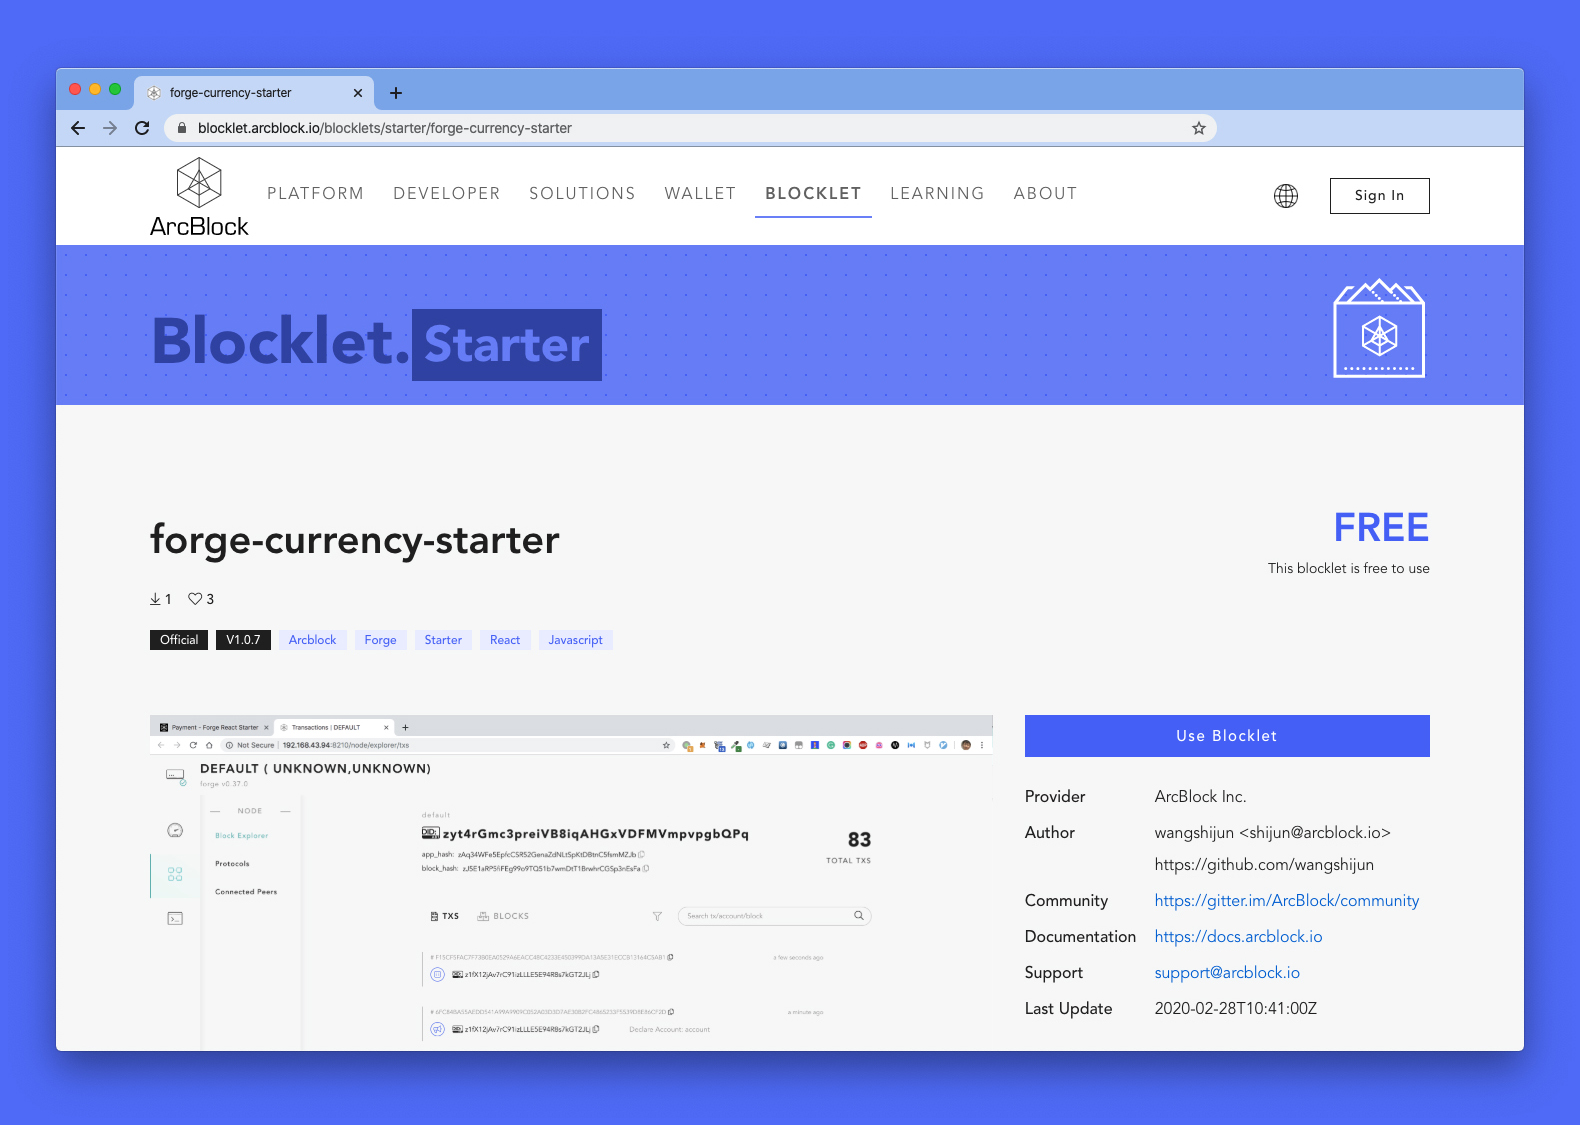 forge-currency-starter
blocklet.arcblock.io/blocklets/starter/forge-currency-starter
ArcBlock
PLATFORM DEVELOPER SOLUTIONS WALLET BLOCKLET LEARNING ABOUT
Sign In
Blocklet. Starter
forge-currency-starter
FREE
This blocklet is free to use
1 3
Official V1.0.7 Arcblock Forge Starter React Javascript
Payment - Forge React Starter Transactions | DEFAULT
Not Secure 192.168.43.94:8210/node/explorer/txs
DEFAULT ( UNKNOWN,UNKNOWN)
forge v0.37.0
NODE
Block Explorer
Protocols
Connected Peers
default
DID: zyt4rGmc3preiVB8iqAHGxVDFMVmpvpgbQPq
83
TOTAL TXS
app_hash:
block_hash:
TXS BLOCKS
Search tx/account/block
a few seconds ago
z1fX12jAv7rC91izLLLE5E94R8s7kGT2JLj
a minute ago
z1fX12jAv7rC91izLLLE5E94R8s7kGT2JLj Declare Account: account
Use Blocklet
Provider ArcBlock Inc.
Author wangshijun <shijun@arcblock.io>
https://github.com/wangshijun
Community https://gitter.im/ArcBlock/community
Documentation https://docs.arcblock.io
Support support@arcblock.io
Last Update 2020-02-28T10:41:00Z